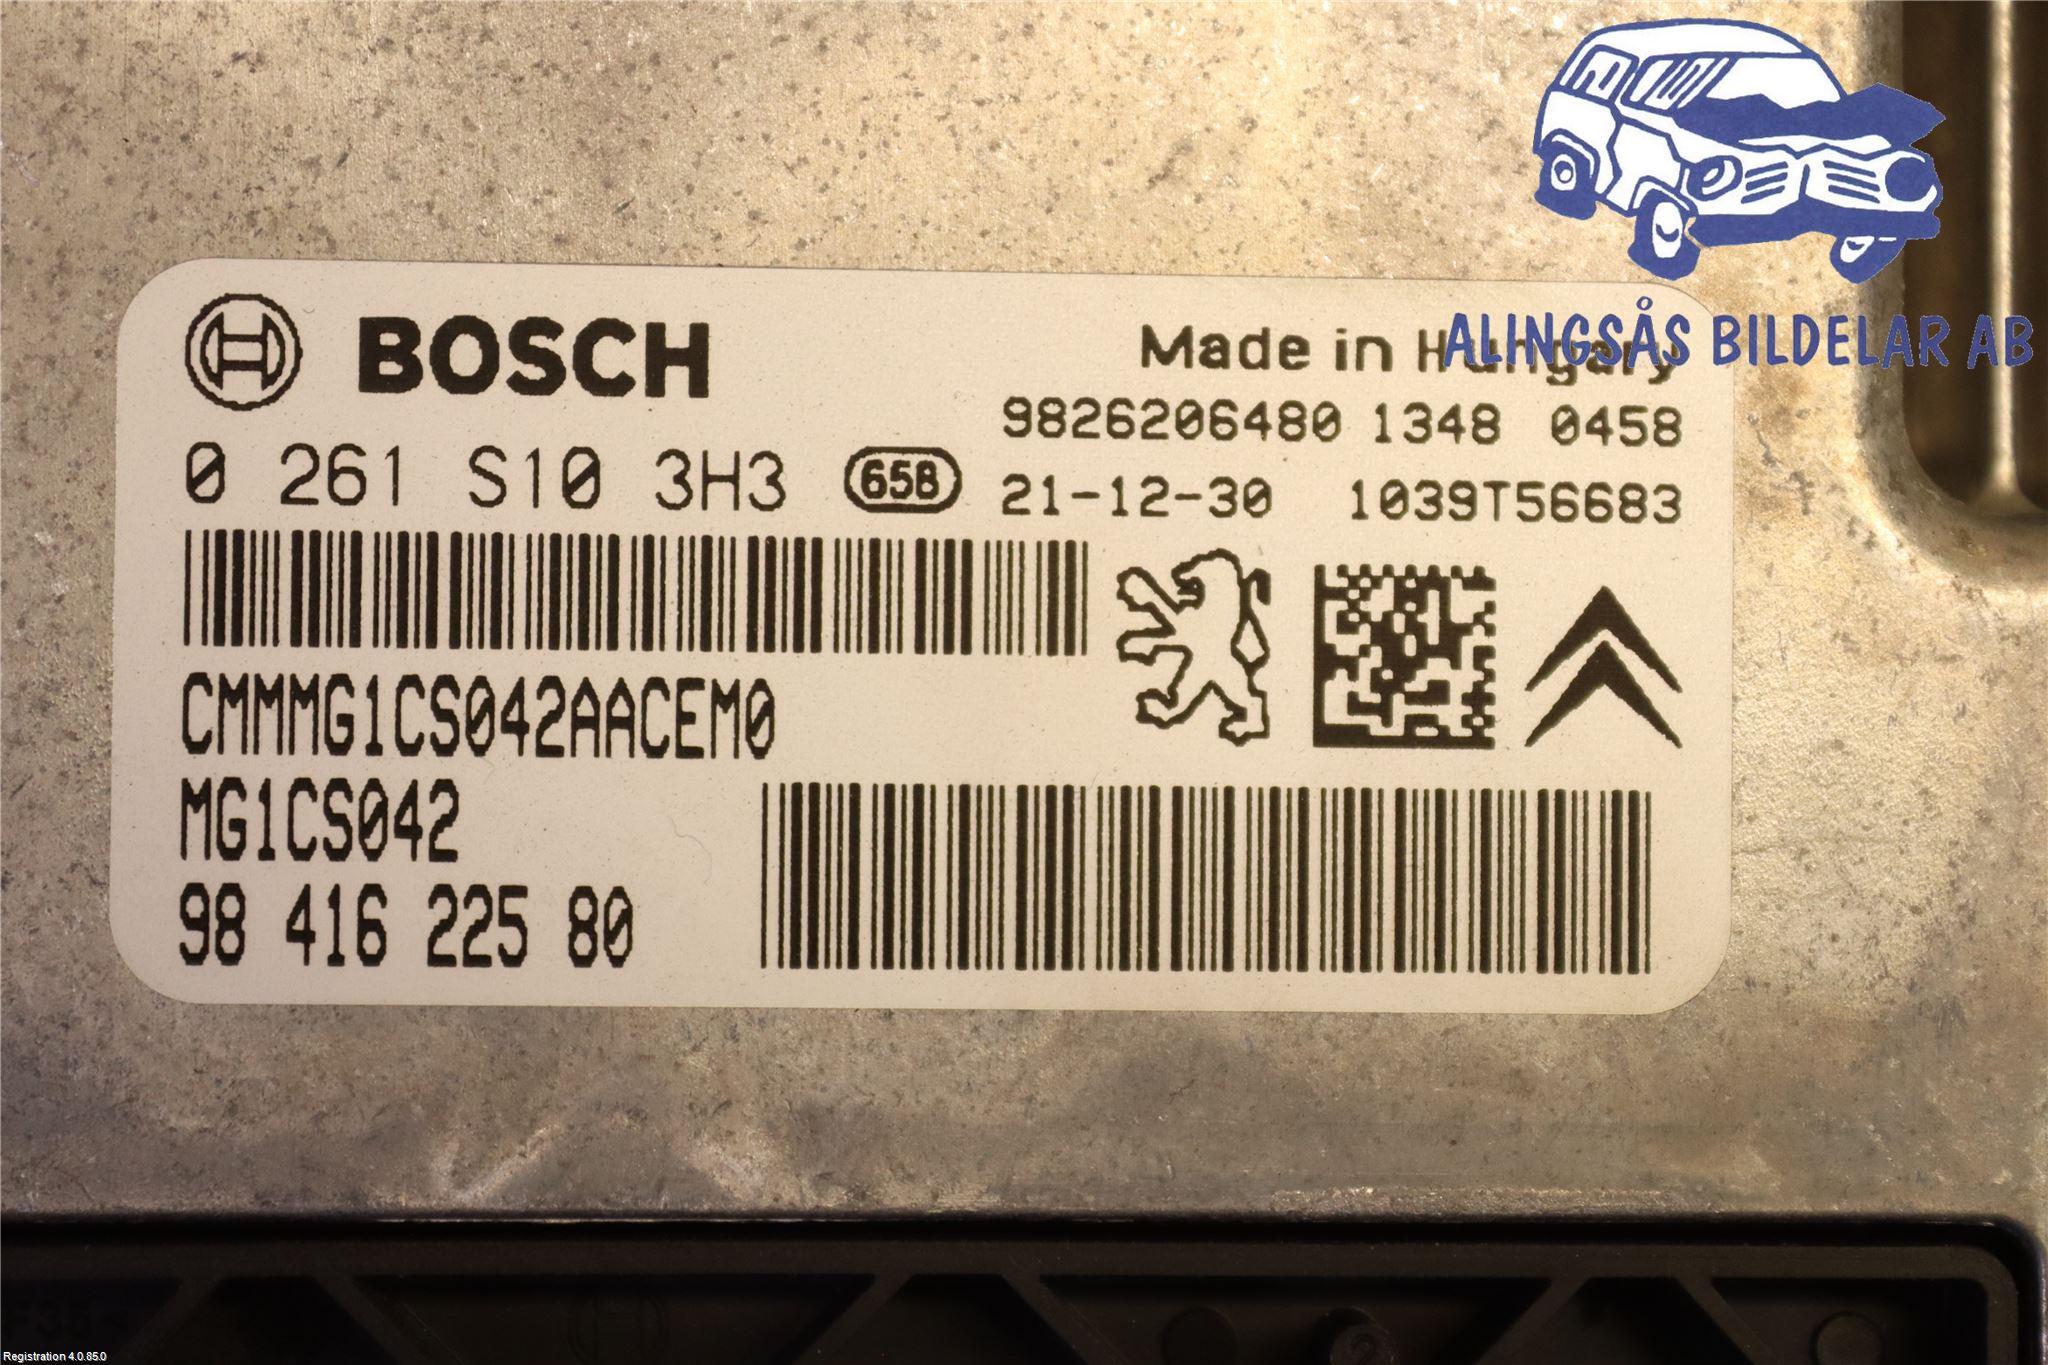 ALINGSÅS BILDELAR AB
BOSCH
Made in Hungary
9826206480 1348 0458
0 261 S10 3H3 658
21-12-30 1039T56683
CMMMG1CS042AACEM0
MG1CS042
98 416 225 80
Registration 4.0.85.0